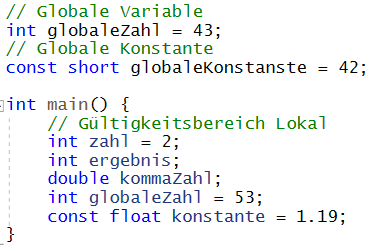 // Globale Variable
int globaleZahl = 43;
// Globale Konstante
const short globaleKonstanste = 42;
int main() {
// Gültigkeitsbereich Lokal
int zahl = 2;
int ergebnis;
double kommaZahl;
int globaleZahl = 53;
const float konstante = 1.19;
}